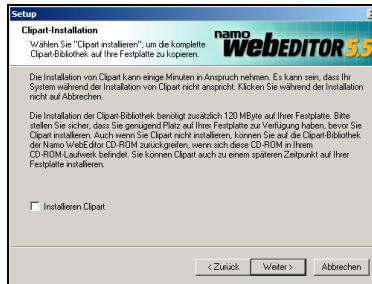 Setup
Clipart-Installation
Wählen Sie "Clipart installieren", um die komplette
Clipart-Bibliothek auf Ihre Festplatte zu kopieren.
namo
WebEDITOR 5.5
Die Installation von Clipart kann einige Minuten in Anspruch nehmen. Es kann sein, dass Ihr
System während der Installation von Clipart nicht anspricht. Klicken Sie während der Installation
nicht auf Abbrechen.
Die Installation der Clipart-Bibliothek benötigt zusätzlich 120 MByte auf Ihrer Festplatte. Bitte
stellen Sie sicher, dass Sie genügend Platz auf Ihrer Festplatte zur Verfügung haben, bevor Sie
Clipart installieren. Auch wenn Sie Clipart nicht installieren, können Sie auf die Clipart-Bibliothek
der Namo WebEditor CD-ROM zurückgreifen, wenn sich diese CD-ROM in Ihrem
CD-ROM-Laufwerk befindet. Sie können Clipart auch zu einem späteren Zeitpunkt auf Ihrer
Festplatte installieren.
Installieren Clipart
< Zurück
Weiter >
Abbrechen